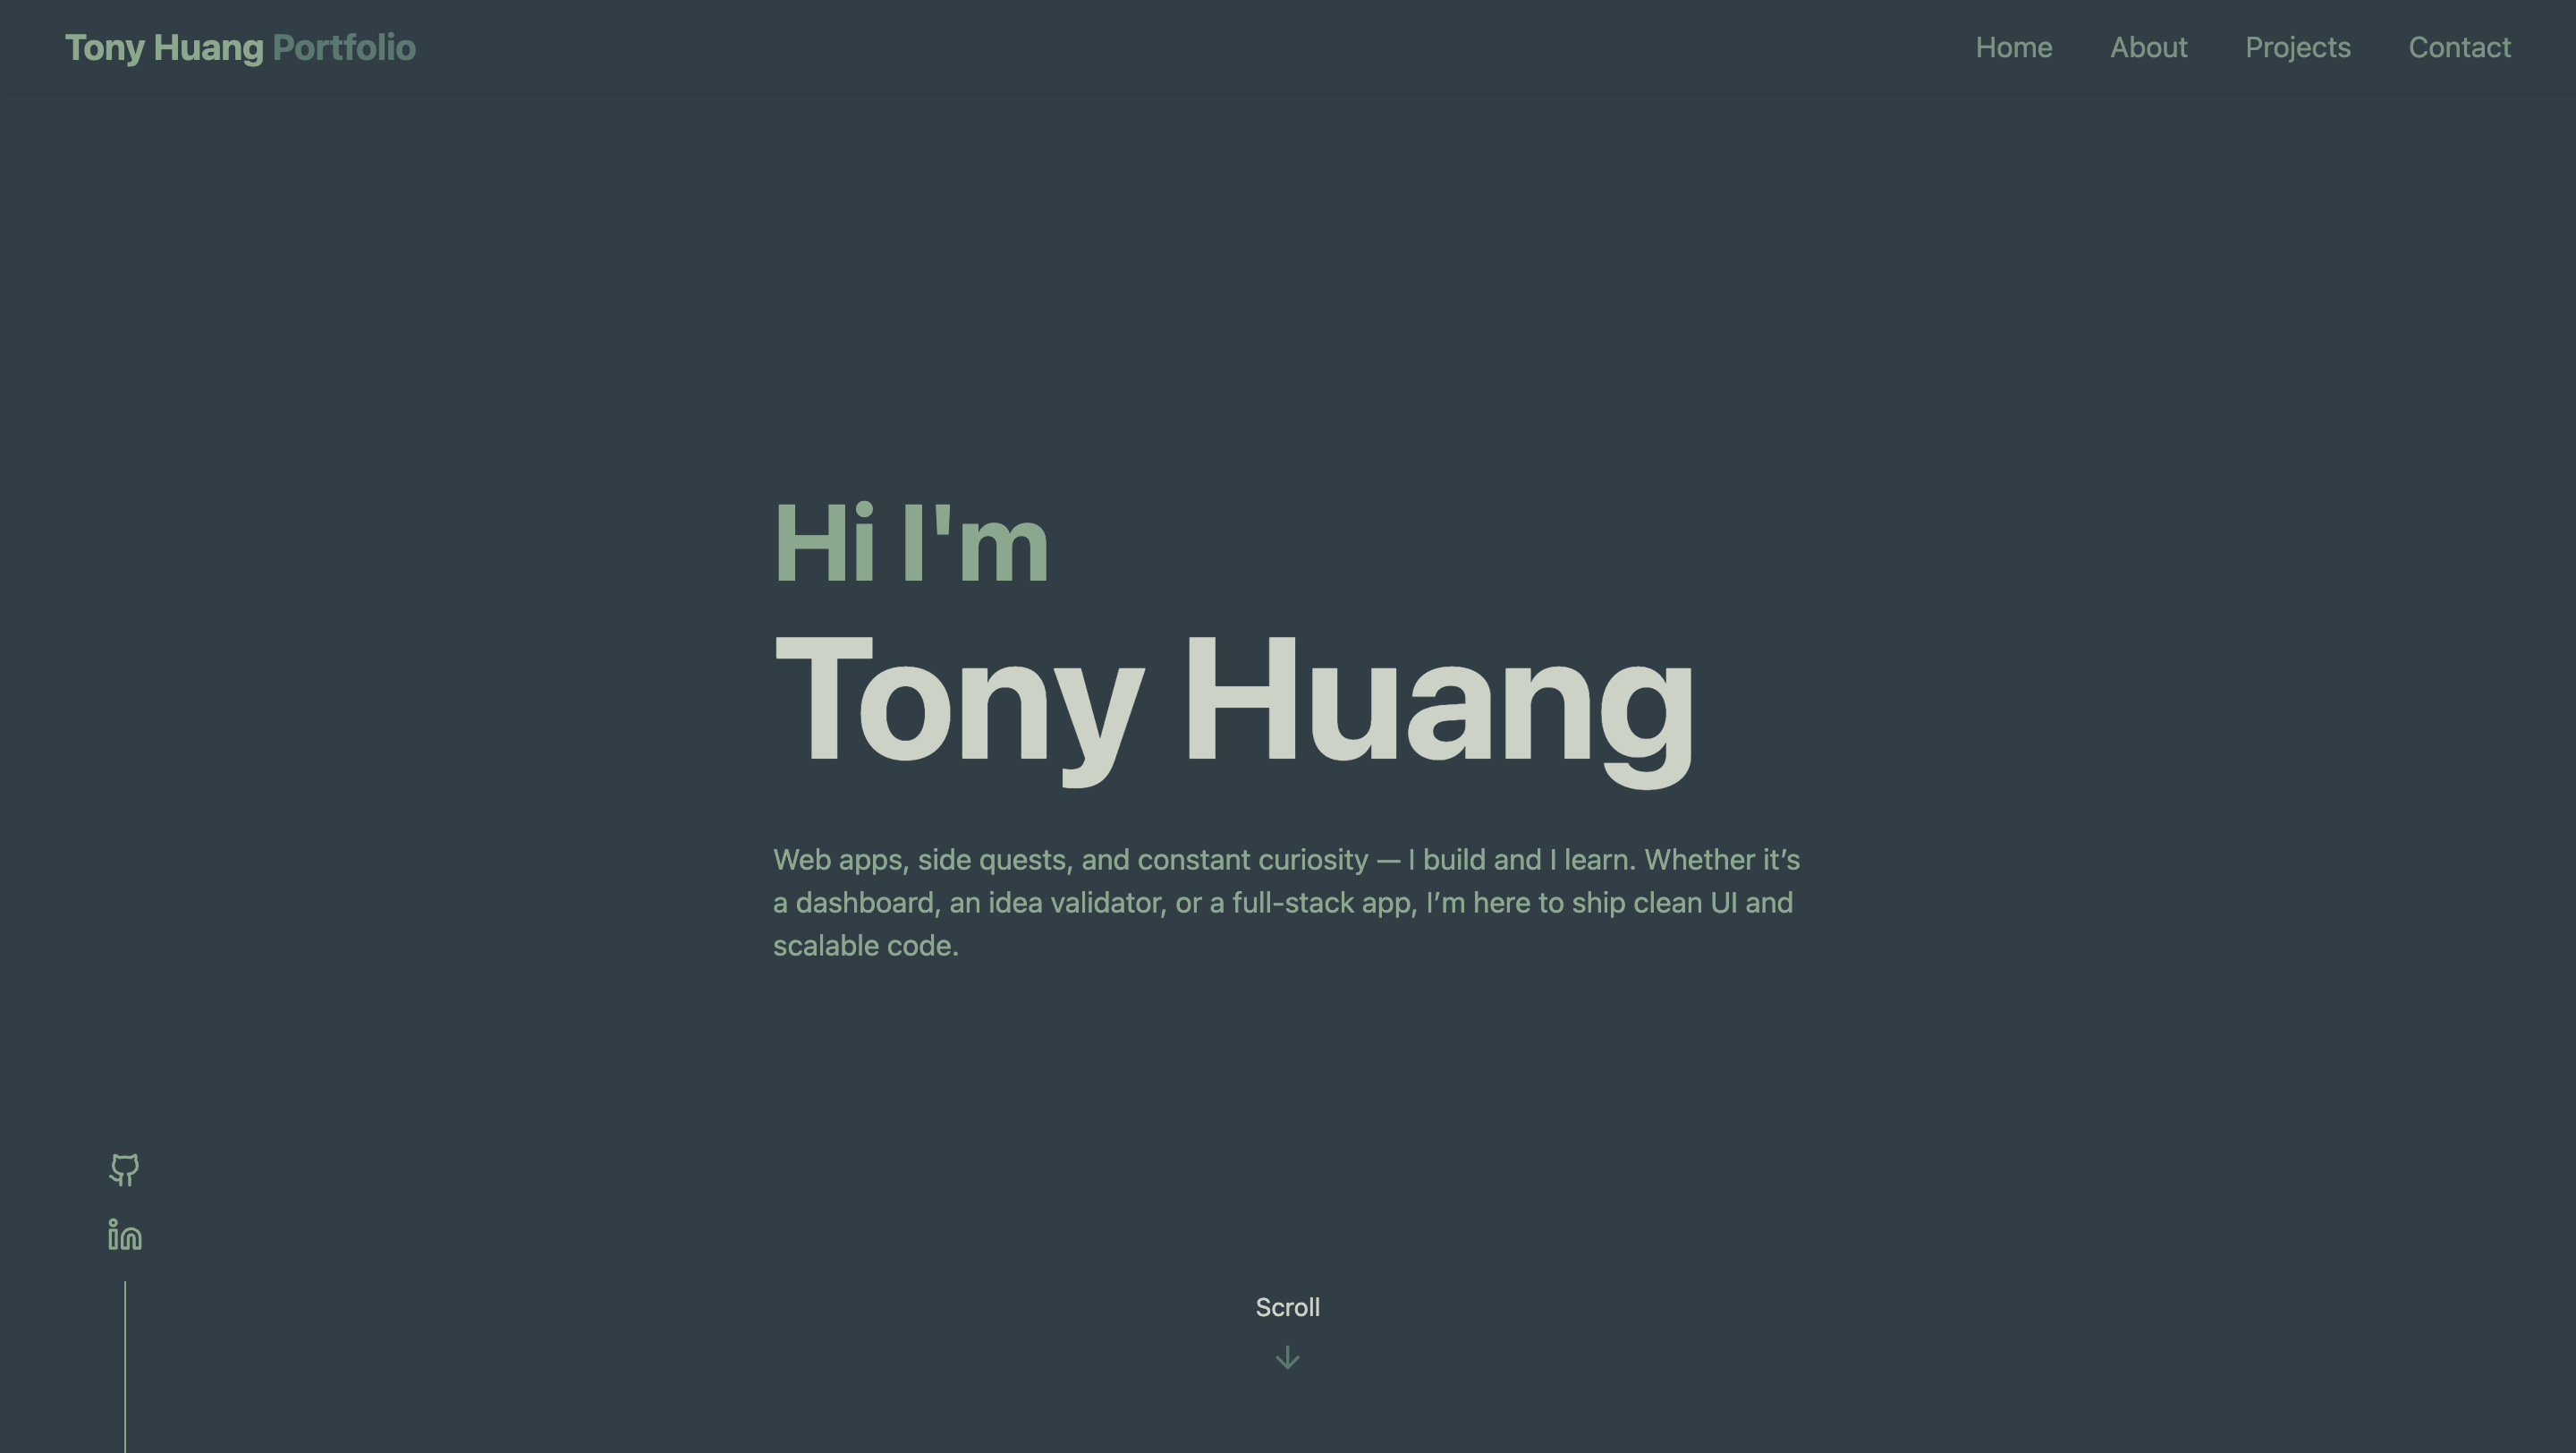 Tony Huang Portfolio
Home About Projects Contact
Hi I'm
Tony Huang
Web apps, side quests, and constant curiosity — I build and I learn. Whether it’s
a dashboard, an idea validator, or a full-stack app, I’m here to ship clean UI and
scalable code.
in
Scroll